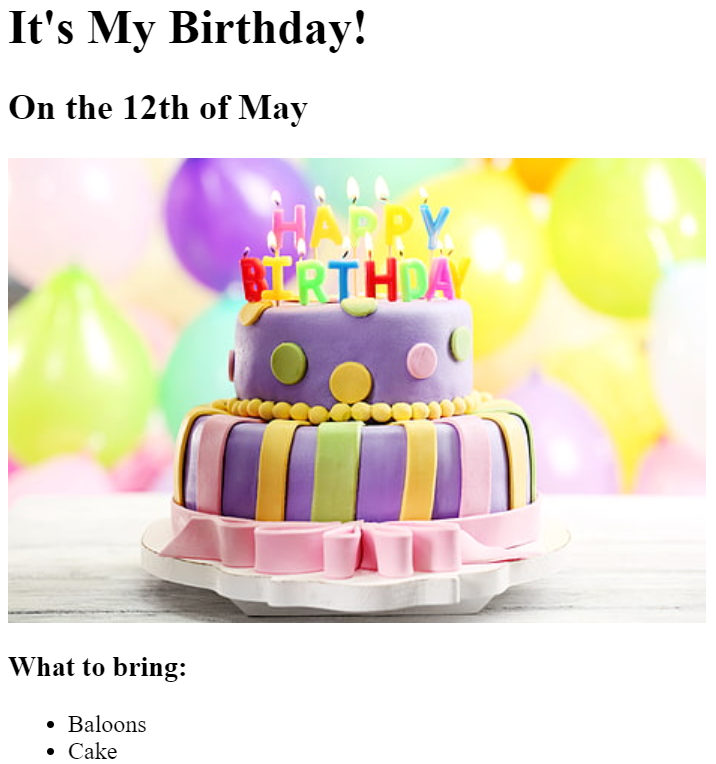 It's My Birthday!
On the 12th of May
HAPPY
BIRTHDAY
What to bring:
Baloons
Cake